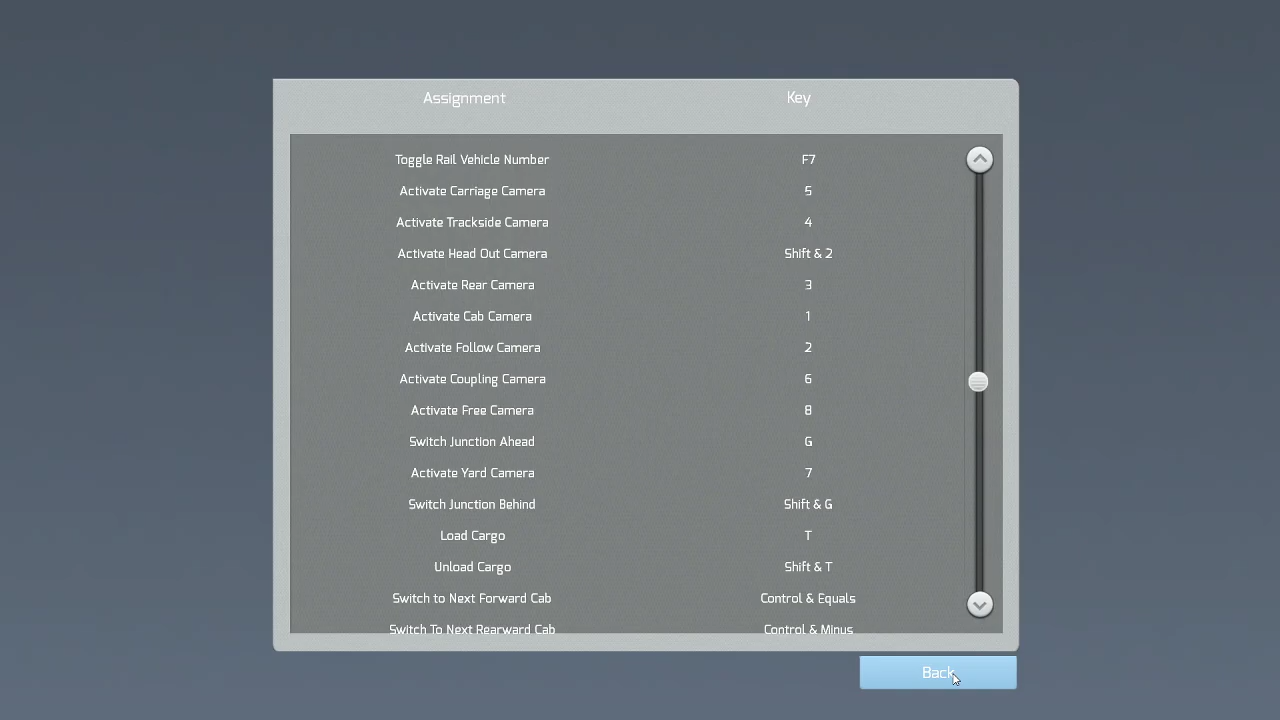 Assignment Key
Toggle Rail Vehicle Number F7
Activate Carriage Camera 5
Activate Trackside Camera 4
Activate Head Out Camera Shift & 2
Activate Rear Camera 3
Activate Cab Camera 1
Activate Follow Camera 2
Activate Coupling Camera 6
Activate Free Camera 8
Switch Junction Ahead G
Activate Yard Camera 7
Switch Junction Behind Shift & G
Load Cargo T
Unload Cargo Shift & T
Switch to Next Forward Cab Control & Equals
Switch To Next Rearward Cab Control & Minus
Back